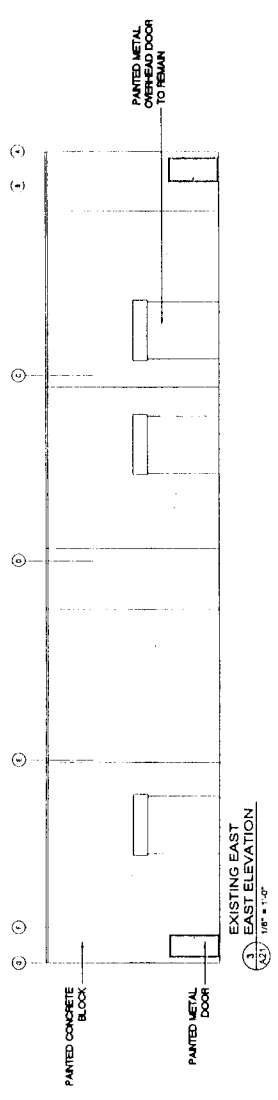 PAINTED METAL
OVERHEAD DOOR
TO REMAIN
A
B
C
D
E
F
G
PAINTED CONCRETE
BLOCK
PAINTED METAL
DOOR
EXISTING EAST
EAST ELEVATION
3
A21
1/8" = 1'-0"